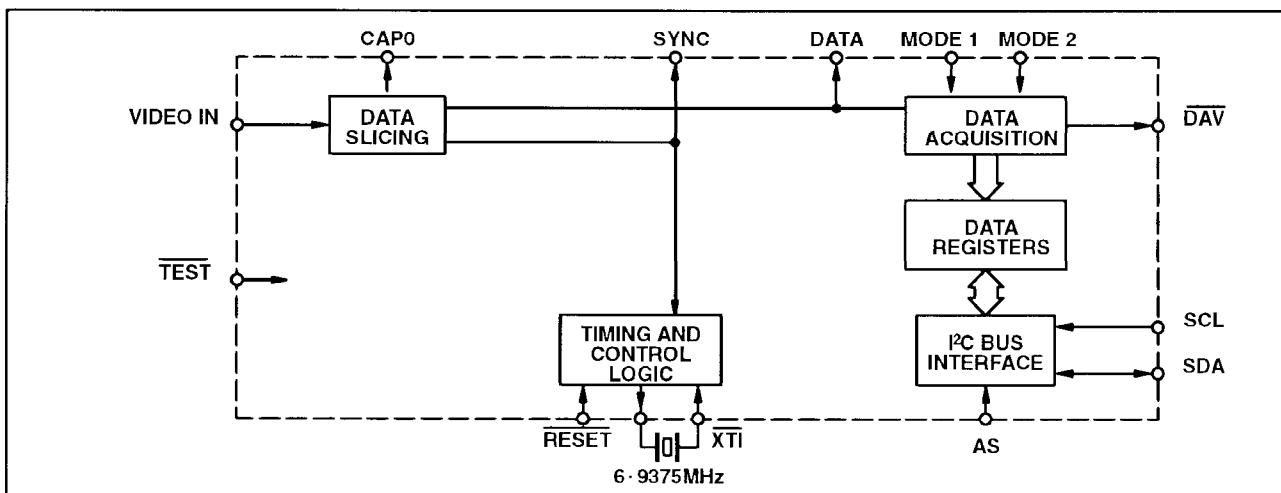 CAP0
SYNC
DATA
MODE 1
MODE 2
VIDEO IN
DATA
SLICING
DATA
ACQUISITION
DAV
DATA
REGISTERS
TEST
TIMING AND
CONTROL
LOGIC
I²C BUS
INTERFACE
SCL
SDA
RESET
XTI
AS
6·9375MHz